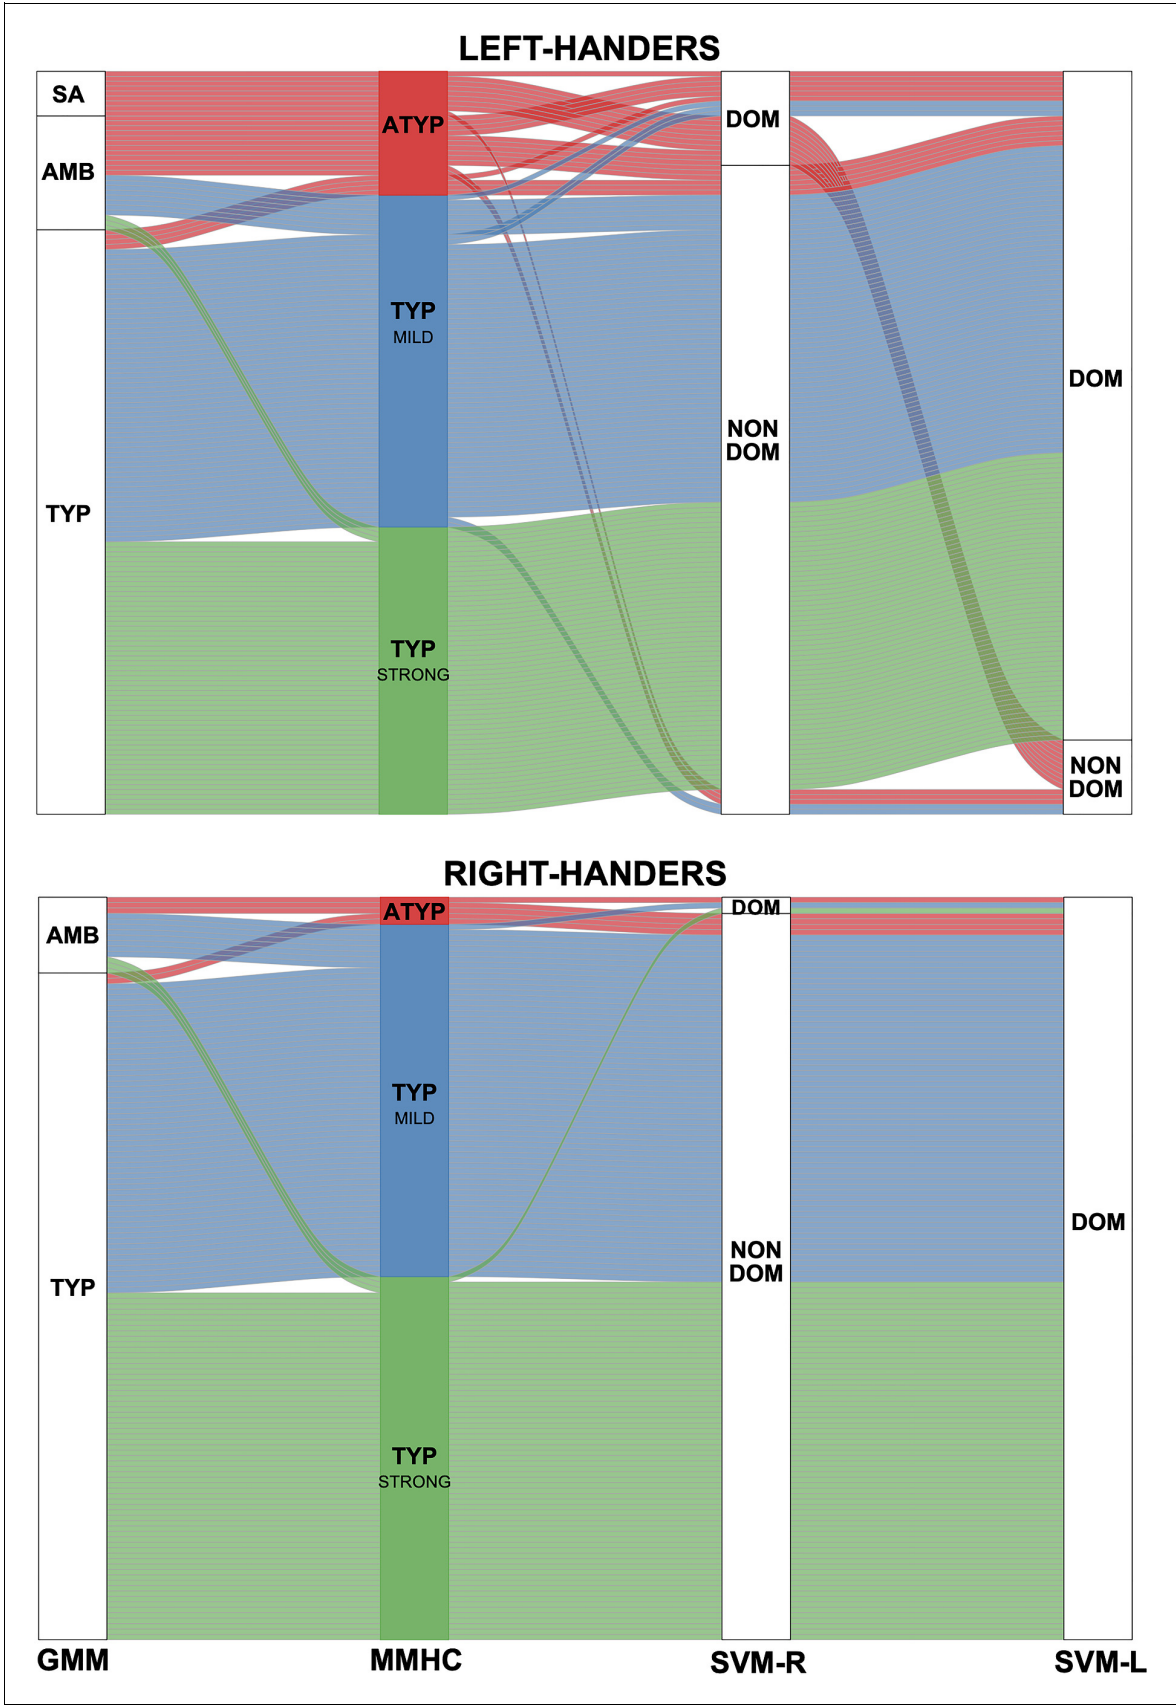 LEFT-HANDERS
SA
ATYP
DOM
AMB
TYP
MILD
DOM
NON
DOM
TYP
TYP
STRONG
NON
DOM
RIGHT-HANDERS
AMB
ATYP
DOM
TYP
MILD
DOM
NON
DOM
TYP
TYP
STRONG
GMM
MMHC
SVM-R
SVM-L